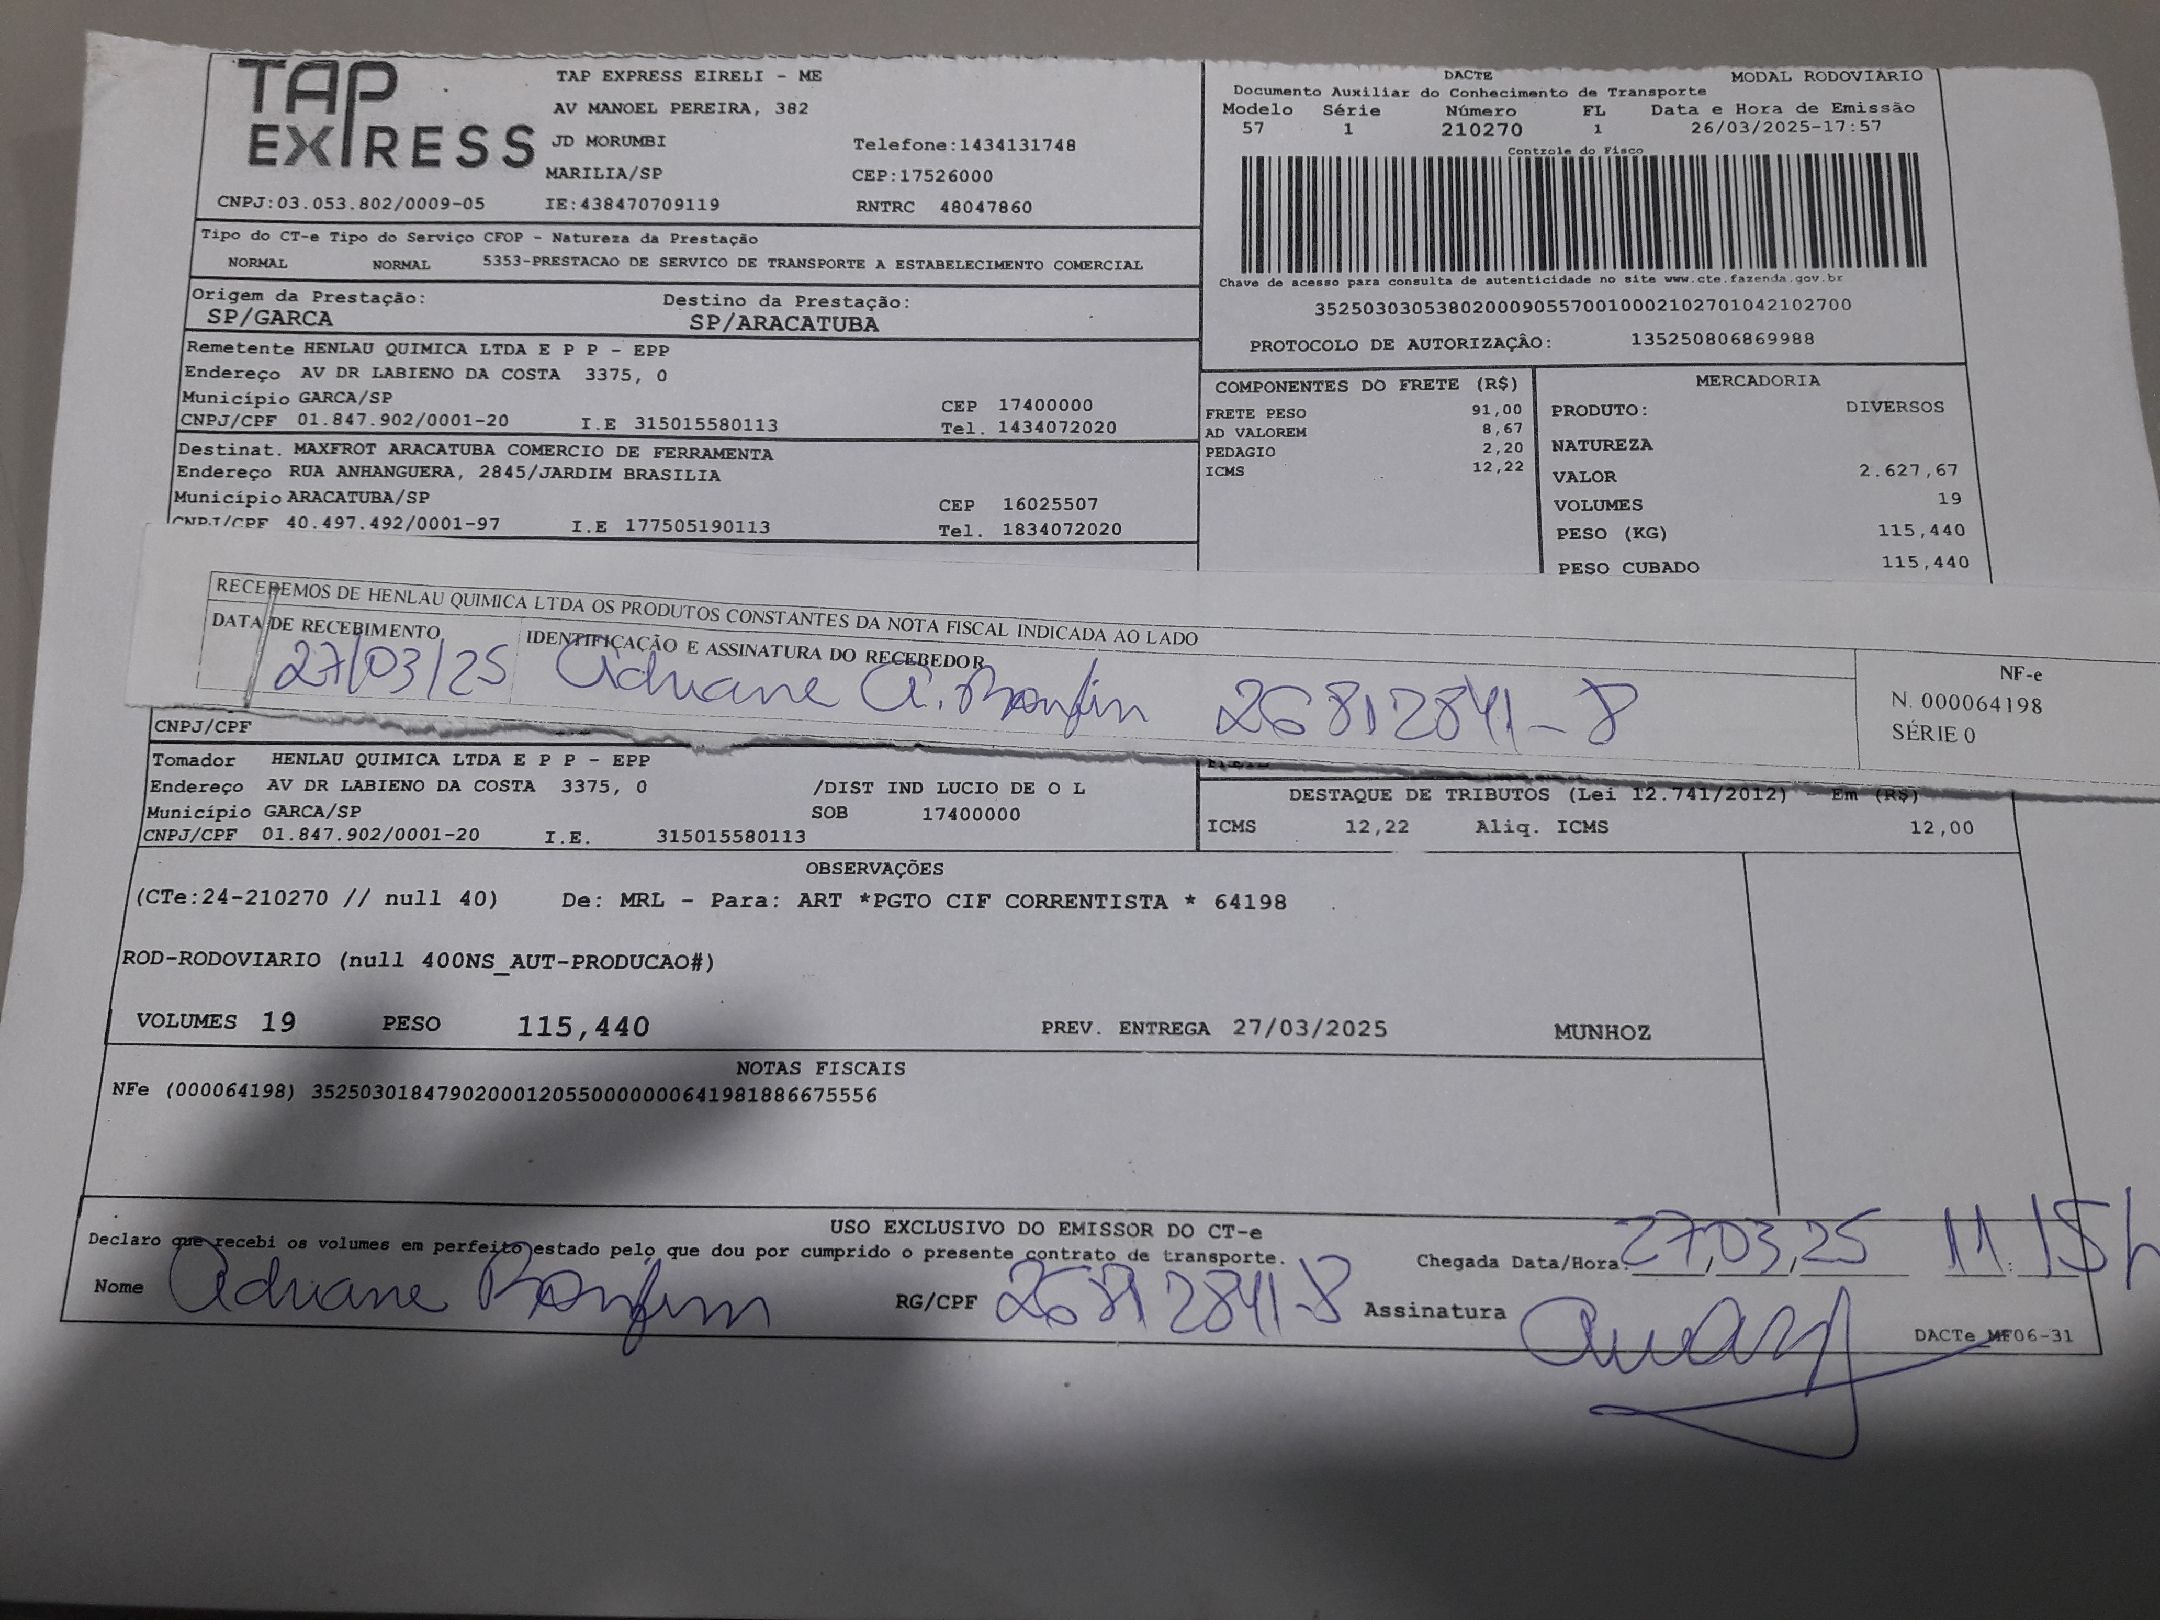 TAP EXPRESS
TAP EXPRESS EIRELI - ME
AV MANOEL PEREIRA, 382
JD MORUMBI Telefone:1434131748
MARILIA/SP CEP:17526000
CNPJ:03.053.802/0009-05 IE:438470709119 RNTRC 48047860
DACTE MODAL RODOVIÁRIO
Documento Auxiliar do Conhecimento de Transporte
Modelo Série Número FL Data e Hora de Emissão
57 1 210270 1 26/03/2025-17:57
Controle do Fisco
Chave de acesso para consulta de autenticidade no site www.cte.fazenda.gov.br
35250303053802000905570010002102701042102700
PROTOCOLO DE AUTORIZAÇÃO: 135250806869988
Tipo do CT-e Tipo do Serviço CFOP - Natureza da Prestação
NORMAL NORMAL 5353-PRESTACAO DE SERVICO DE TRANSPORTE A ESTABELECIMENTO COMERCIAL
Origem da Prestação: Destino da Prestação:
SP/GARCA SP/ARACATUBA
Remetente HENLAU QUIMICA LTDA E P P - EPP
Endereço AV DR LABIENO DA COSTA 3375, 0
Município GARCA/SP CEP 17400000
CNPJ/CPF 01.847.902/0001-20 I.E 315015580113 Tel. 1434072020
Destinat. MAXFROT ARACATUBA COMERCIO DE FERRAMENTA
Endereço RUA ANHANGUERA, 2845/JARDIM BRASILIA
Município ARACATUBA/SP CEP 16025507
CNPJ/CPF 40.497.492/0001-97 I.E 177505190113 Tel. 1834072020
COMPONENTES DO FRETE (R$)
FRETE PESO 91,00
AD VALOREM 8,67
PEDAGIO 2,20
ICMS 12,22
MERCADORIA
PRODUTO: DIVERSOS
NATUREZA
VALOR 2.627,67
VOLUMES 19
PESO (KG) 115,440
PESO CUBADO 115,440
RECEBEMOS DE HENLAU QUIMICA LTDA OS PRODUTOS CONSTANTES DA NOTA FISCAL INDICADA AO LADO
DATA DE RECEBIMENTO IDENTIFICAÇÃO E ASSINATURA DO RECEBEDOR
27/03/25 Adriane A. Bonfim 26812841-8
NF-e
N. 000064198
SÉRIE 0
CNPJ/CPF
Tomador HENLAU QUIMICA LTDA E P P - EPP
Endereço AV DR LABIENO DA COSTA 3375, 0 /DIST IND LUCIO DE O L
Município GARCA/SP SOB 17400000
CNPJ/CPF 01.847.902/0001-20 I.E. 315015580113
DESTAQUE DE TRIBUTOS (Lei 12.741/2012) - Em (R$)
ICMS 12,22 Aliq. ICMS 12,00
OBSERVAÇÕES
(CTe:24-210270 // null 40) De: MRL - Para: ART *PGTO CIF CORRENTISTA * 64198
ROD-RODOVIARIO (null 400NS_AUT-PRODUCAO#)
VOLUMES 19 PESO 115,440 PREV. ENTREGA 27/03/2025 MUNHOZ
NOTAS FISCAIS
NFe (000064198) 35250301847902000120550000000641981886675556
USO EXCLUSIVO DO EMISSOR DO CT-e
Declaro que recebi os volumes em perfeito estado pelo que dou por cumprido o presente contrato de transporte.
Chegada Data/Hora: 27,03,25 11:15h
Nome Adriane Bonfim RG/CPF 26812841-8 Assinatura
DACTe MF06-31